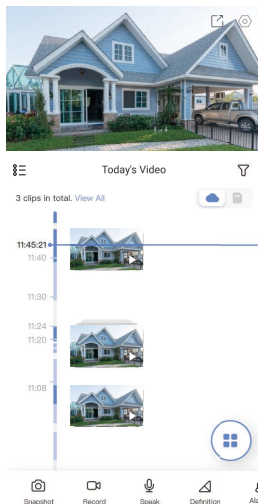 Today's Video
3 clips in total. View All
11:45:21
11:40
11:30
11:24
11:20
11:08
Snapshot
Record
Speak
Definition